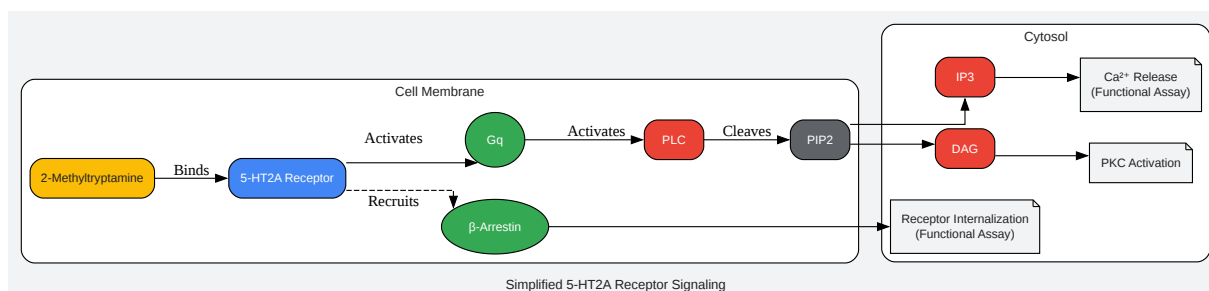 Cytosol
Cell Membrane
IP3
Ca²⁺ Release
(Functional Assay)
Activates
Gq
Activates
PLC
Cleaves
PIP2
DAG
PKC Activation
2-Methyltryptamine
Binds
5-HT2A Receptor
Recruits
β-Arrestin
Receptor Internalization
(Functional Assay)
Simplified 5-HT2A Receptor Signaling